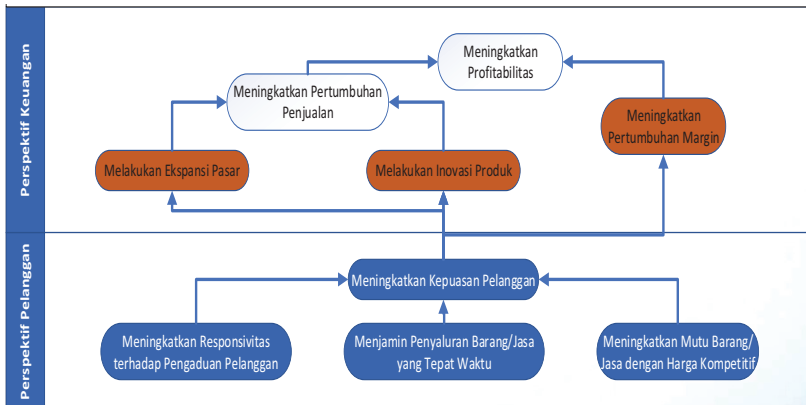 Perspektif Keuangan
Meningkatkan
Profitabilitas
Meningkatkan Pertumbuhan
Penjualan
Meningkatkan
Pertumbuhan Margin
Melakukan Ekspansi Pasar
Melakukan Inovasi Produk
Perspektif Pelanggan
Meningkatkan Kepuasan Pelanggan
Meningkatkan Responsivitas
terhadap Pengaduan Pelanggan
Menjamin Penyaluran Barang/Jasa
yang Tepat Waktu
Meningkatkan Mutu Barang/
Jasa dengan Harga Kompetitif